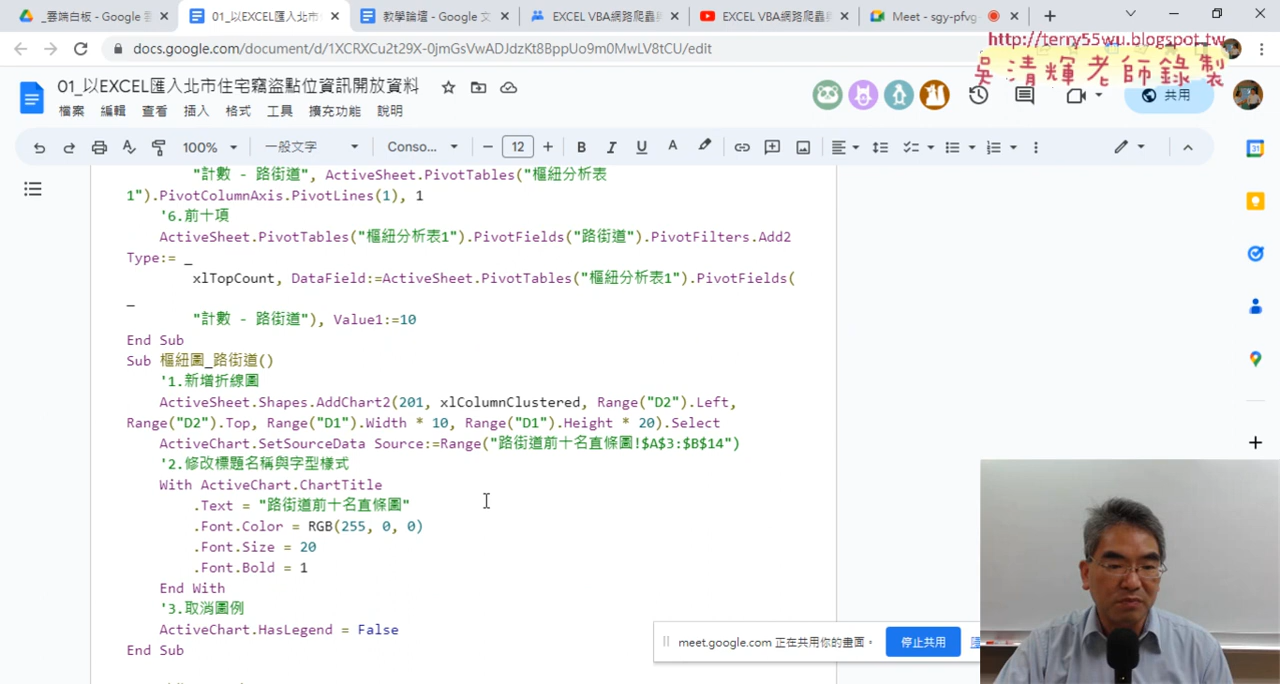 _雲端白板 - Google 雲
01_以EXCEL匯入北市
教學論壇 - Google 文
EXCEL VBA網路爬蟲
EXCEL VBA網路爬蟲
Meet - sgy-pfvg
docs.google.com/document/d/1XCRXCu2t29X-0jmGsVwADJdzKt8BppUo9m0MwLV8tCU/edit
http://terry55wu.blogspot.tw
吳清輝老師錄製
01_以EXCEL匯入北市住宅竊盜點位資訊開放資料
共用
檔案 編輯 查看 插入 格式 工具 擴充功能 說明
100% 一般文字 Conso... 12 B I U A
"計數 - 路街道", ActiveSheet.PivotTables("樞紐分析表
1").PivotColumnAxis.PivotLines(1), 1
'6.前十項
ActiveSheet.PivotTables("樞紐分析表1").PivotFields("路街道").PivotFilters.Add2
Type:= _
xlTopCount, DataField:=ActiveSheet.PivotTables("樞紐分析表1").PivotFields(
_
"計數 - 路街道"), Value1:=10
End Sub
Sub 樞紐圖_路街道()
'1.新增折線圖
ActiveSheet.Shapes.AddChart2(201, xlColumnClustered, Range("D2").Left,
Range("D2").Top, Range("D1").Width * 10, Range("D1").Height * 20).Select
ActiveChart.SetSourceData Source:=Range("路街道前十名直條圖!$A$3:$B$14")
'2.修改標題名稱與字型樣式
With ActiveChart.ChartTitle
.Text = "路街道前十名直條圖"
.Font.Color = RGB(255, 0, 0)
.Font.Size = 20
.Font.Bold = 1
End With
'3.取消圖例
ActiveChart.HasLegend = False
End Sub
meet.google.com 正在共用你的畫面。
停止共用